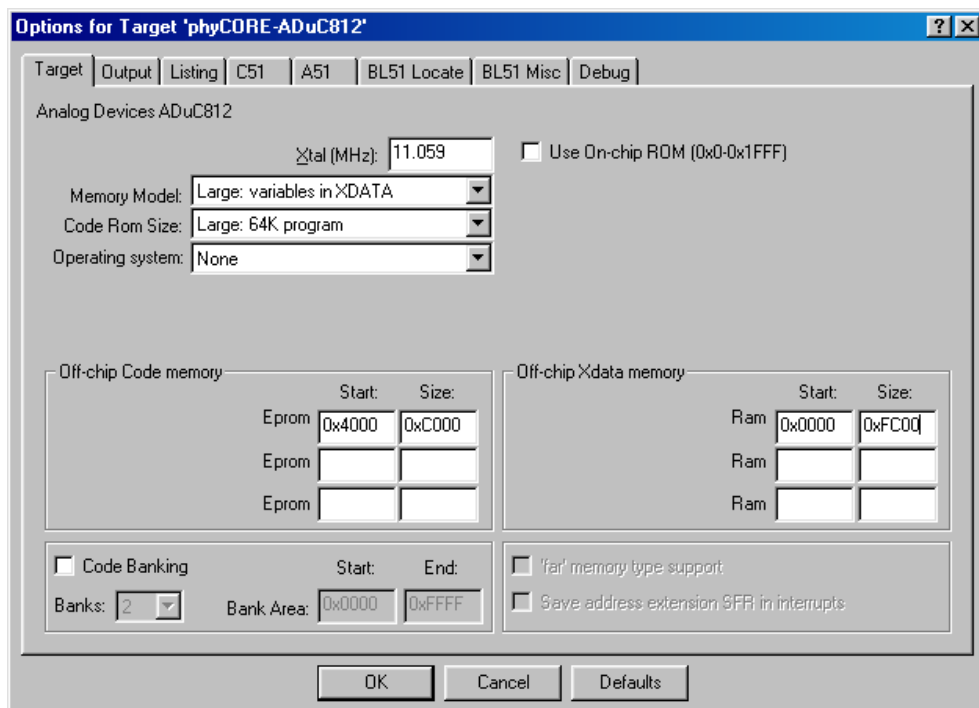 Options for Target 'phyCORE-ADuC812'
Target Output Listing C51 A51 BL51 Locate BL51 Misc Debug
Analog Devices ADuC812
Xtal (MHz): 11.059 Use On-chip ROM (0x0-0x1FFF)
Memory Model: Large: variables in XDATA
Code Rom Size: Large: 64K program
Operating system: None
Off-chip Code memory Off-chip Xdata memory
Start: Size: Start: Size:
Eprom 0x4000 0xC000 Ram 0x0000 0xFC00
Eprom Ram
Eprom Ram
Code Banking Start: End: 'far' memory type support
Banks: 2 Bank Area: 0x0000 0xFFFF Save address extension SFR in interrupts
OK Cancel Defaults